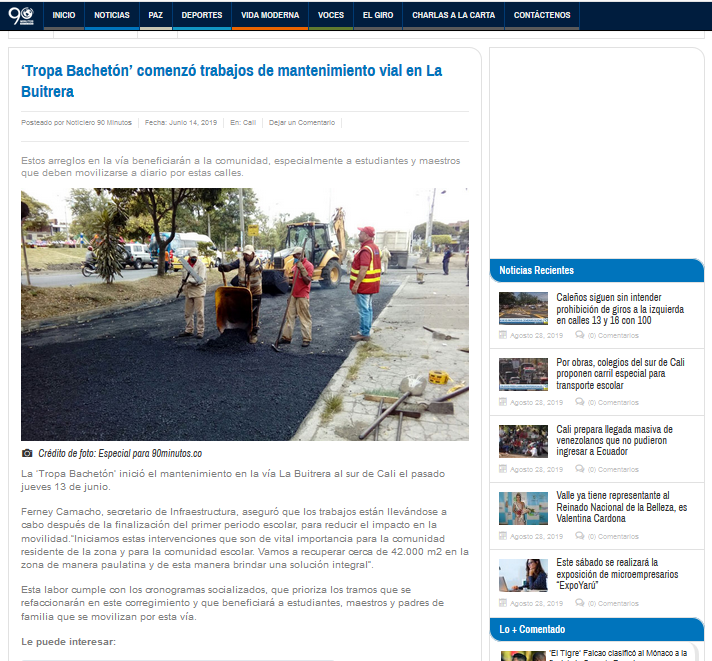 90
INICIO NOTICIAS PAZ DEPORTES VIDA MODERNA VOCES EL GIRO CHARLAS A LA CARTA CONTÁCTENOS
‘Tropa Bachetón’ comenzó trabajos de mantenimiento vial en La
Buitrera
Posteado por Noticiero 90 Minutos Fecha: Junio 14, 2019 En: Cali Dejar un Comentario
Estos arreglos en la vía beneficiarán a la comunidad, especialmente a estudiantes y maestros
que deben movilizarse a diario por estas calles.
Crédito de foto: Especial para 90minutos.co
La ‘Tropa Bachetón’ inició el mantenimiento en la vía La Buitrera al sur de Cali el pasado
jueves 13 de junio.
Ferney Camacho, secretario de Infraestructura, aseguró que los trabajos están llevándose a
cabo después de la finalización del primer periodo escolar, para reducir el impacto en la
movilidad.“Iniciamos estas intervenciones que son de vital importancia para la comunidad
residente de la zona y para la comunidad escolar. Vamos a recuperar cerca de 42.000 m2 en la
zona de manera paulatina y de esta manera brindar una solución integral”.
Esta labor cumple con los cronogramas socializados, que prioriza los tramos que se
refaccionarán en este corregimiento y que beneficiará a estudiantes, maestros y padres de
familia que se movilizan por esta vía.
Le puede interesar:
Noticias Recientes
Caleños siguen sin intender
prohibición de giros a la izquierda
en calles 13 y 16 con 100
Agosto 28, 2019 (0) Comentarios
Por obras, colegios del sur de Cali
proponen carril especial para
transporte escolar
Agosto 28, 2019 (0) Comentarios
Cali prepara llegada masiva de
venezolanos que no pudieron
ingresar a Ecuador
Agosto 28, 2019 (0) Comentarios
Valle ya tiene representante al
Reinado Nacional de la Belleza, es
Valentina Cardona
Agosto 28, 2019 (0) Comentarios
Este sábado se realizará la
exposición de microempresarios
“ExpoYarú”
Agosto 28, 2019 (0) Comentarios
Lo + Comentado
'El Tigre' Falcao clasificó al Mónaco a la